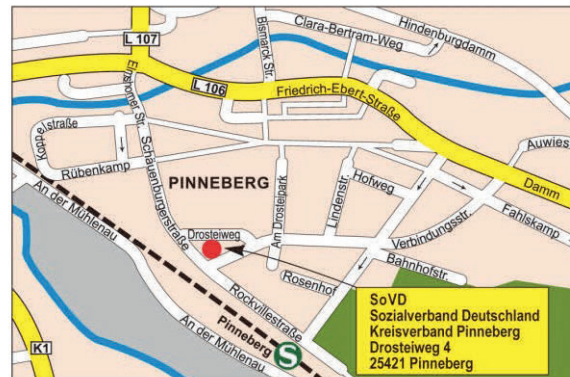 L 107
Bismarck Str.
Clara-Bertram-Weg
Hindenburgdamm
L 106
Elmshorner Str.
Friedrich-Ebert-Straße
Koppelstraße
Schauenburgerstraße
Auwies
Rübenkamp
PINNEBERG
Am Drosteipark
Lindenstr.
Hofweg
Damm
Fahlskamp
An der Mühlenau
Drosteiweg
Verbindungsstr.
Bahnhofstr.
Rosenhof
Rockvillestraße
SoVD
Sozialverband Deutschland
Kreisverband Pinneberg
Drosteiweg 4
25421 Pinneberg
Pinneberg
S
K1
An der Mühlenau